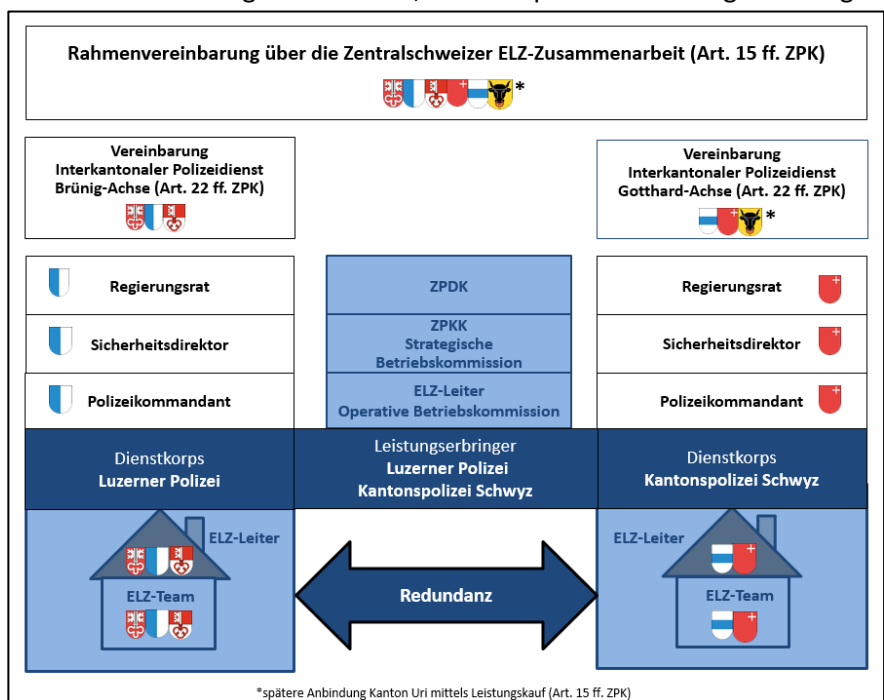 Rahmenvereinbarung über die Zentralschweizer ELZ-Zusammenarbeit (Art. 15 ff. ZPK)
*
Vereinbarung
Interkantonaler Polizeidienst
Brünig-Achse (Art. 22 ff. ZPK)
Vereinbarung
Interkantonaler Polizeidienst
Gotthard-Achse (Art. 22 ff. ZPK)
*
Regierungsrat
ZPDK
Regierungsrat
Sicherheitsdirektor
ZPKK
Strategische
Betriebskommission
Sicherheitsdirektor
Polizeikommandant
ELZ-Leiter
Operative Betriebskommission
Polizeikommandant
Dienstkorps
Luzerner Polizei
Leistungserbringer
Luzerner Polizei
Kantonspolizei Schwyz
Dienstkorps
Kantonspolizei Schwyz
ELZ-Leiter
ELZ-Team
Redundanz
ELZ-Leiter
ELZ-Team
*spätere Anbindung Kanton Uri mittels Leistungskauf (Art. 15 ff. ZPK)